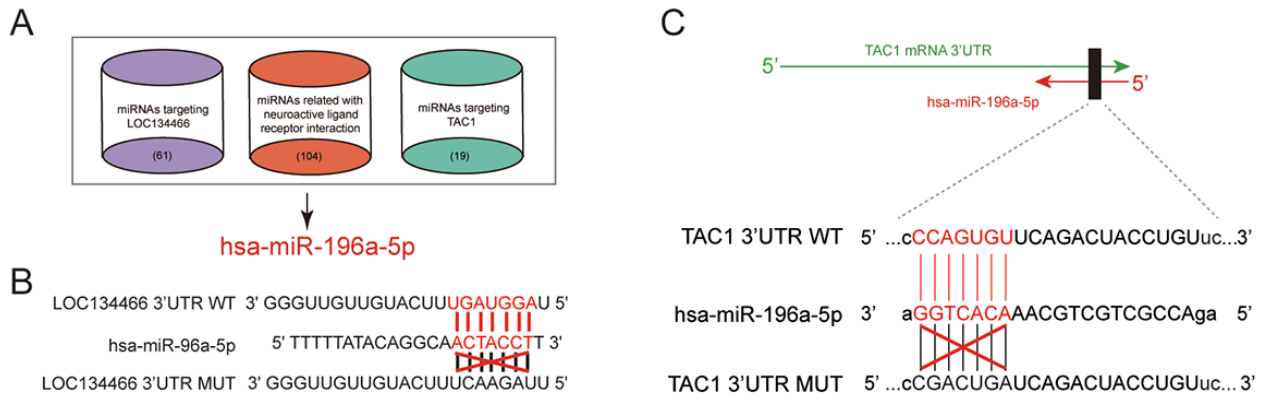 A
miRNAs targeting
LOC134466
(61)
miRNAs related with
neuroactive ligand
receptor interaction
(104)
miRNAs targeting
TAC1
(19)
hsa-miR-196a-5p
B
LOC134466 3'UTR WT 3' GGGUUGUUGUACUUUGAUGGAU 5'
hsa-miR-96a-5p 5' TTTTTATACAGGCAACTACCTT 3'
LOC134466 3'UTR MUT 3' GGGUUGUUGUACUUUCAAGAUU 5'
C
TAC1 mRNA 3'UTR
5'
5'
hsa-miR-196a-5p
TAC1 3'UTR WT 5' ...cCCAGUGUUCAGACUACCUGUuc...3'
hsa-miR-196a-5p 3' aGGTCACAAACGTCGTCGCCAga 5'
TAC1 3'UTR MUT 5' ...cCGACUGAUCAGACUACCUGUuc... 3'